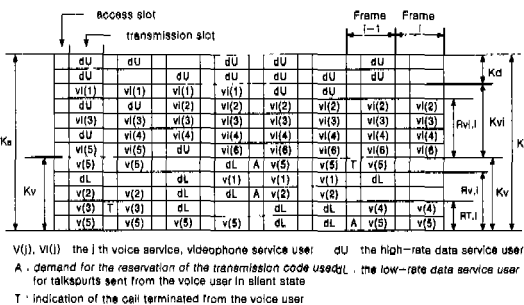 access slot
transmission slot
Frame Frame
i-1 i
dU dU dU
dU dU dU dU dU
vi(1) vi(1) vi(1) vi(1) dU dU
dU dU vi(2) vi(2) vi(2) vi(2) vi(2)
vi(3) vi(3) vi(3) vi(3) vi(3) vi(3) vi(3) vi(3)
dU vi(4) vi(4) vi(4) vi(4) vi(4) vi(4) vi(4)
vi(5) vi(5) dU vi(6) vi(6) vi(6) vi(6) vi(6)
v(5) v(5) dL A v(5) v(5) T v(5)
dL dL v(1) v(1) v(1) dL
v(2) v(2) dL dL A v(2) v(2)
v(3) T v(3) dL dL dL v(4) v(4)
v(5) v(5) v(5) v(5) dL dL A v(5) v(5)
Ka Kv
Kd Kvi Rvi,i K
Rv,i RT,i Kv
V(j), Vi(j) the j th voice service, videophone service user dU the high-rate data service user
A . demand for the reservation of the transmission code used dL . the low-rate data service user
for talkspurts sent from the voice user in silent state
T · indication of the call terminated from the voice user